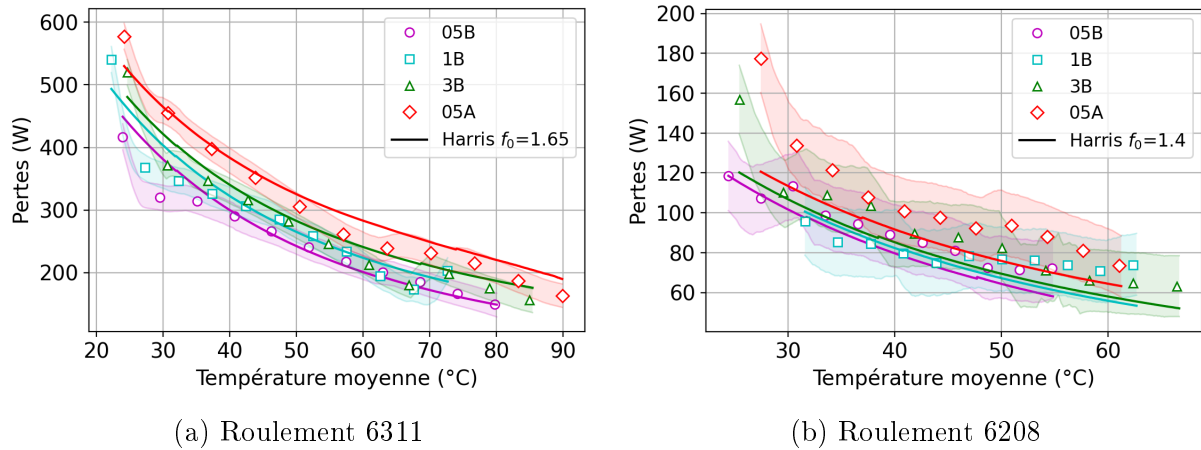 600
500
400
300
200
20
30
40
50
60
70
80
90
Pertes (W)
Température moyenne (°C)
05B
1B
3B
05A
Harris f₀=1.65
(a) Roulement 6311
200
180
160
140
120
100
80
60
30
40
50
60
Pertes (W)
Température moyenne (°C)
05B
1B
3B
05A
Harris f₀=1.4
(b) Roulement 6208